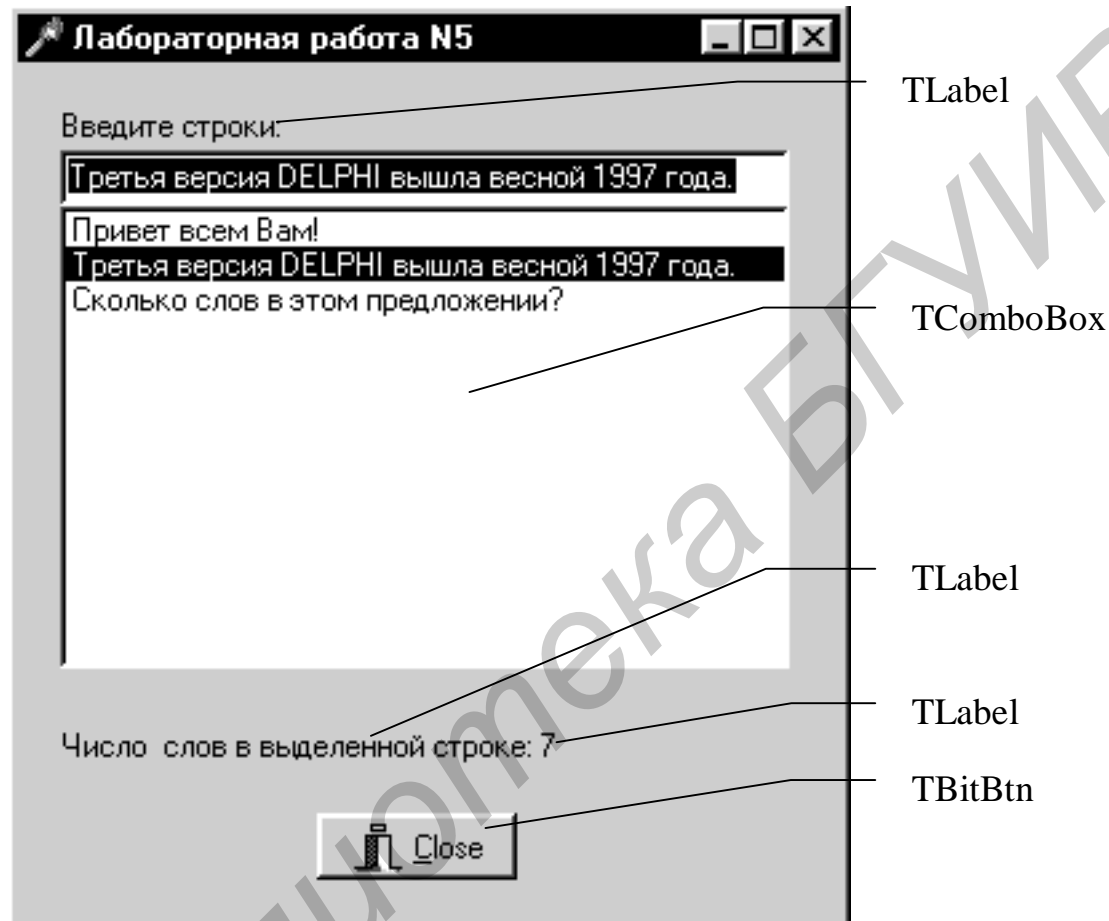 Лабораторная работа N5
TLabel
Введите строки:
Третья версия DELPHI вышла весной 1997 года.
Привет всем Вам!
Третья версия DELPHI вышла весной 1997 года.
Сколько слов в этом предложении?
TComboBox
TLabel
TLabel
Число слов в выделенной строке: 7
TBitBtn
Close